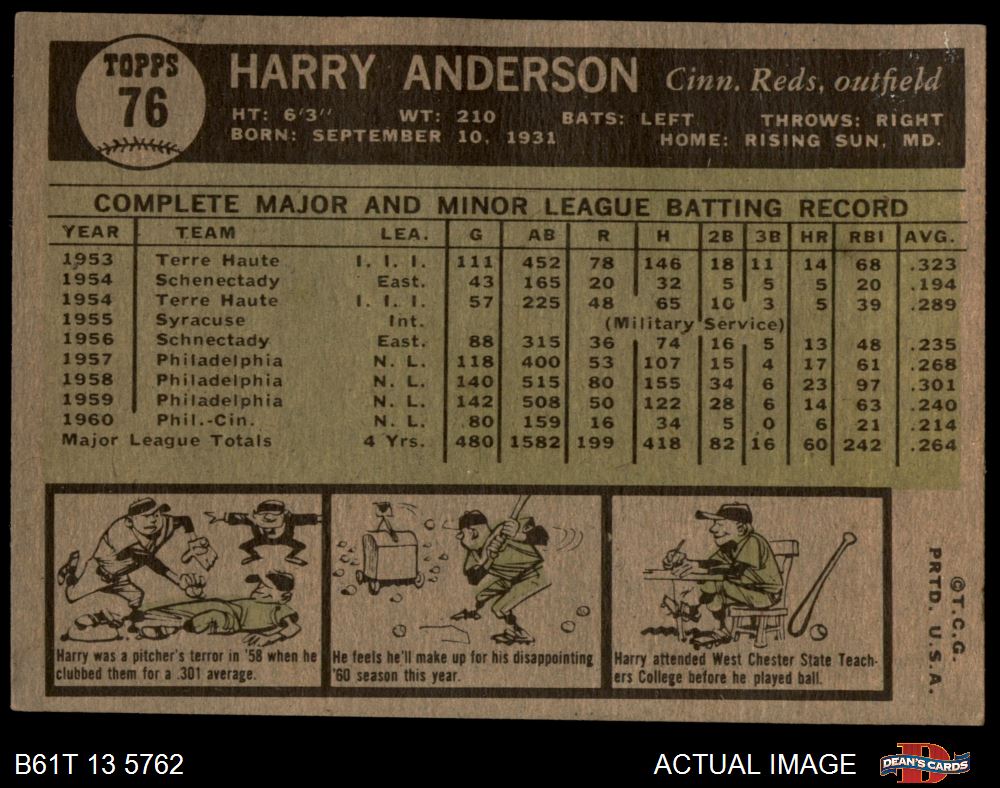 TOPPS
76
HARRY ANDERSON Cinn. Reds, outfield
HT: 6'3" WT: 210 BATS: LEFT THROWS: RIGHT
BORN: SEPTEMBER 10, 1931 HOME: RISING SUN, MD.
COMPLETE MAJOR AND MINOR LEAGUE BATTING RECORD
YEAR TEAM LEA. G AB R H 2B 3B HR RBI AVG.
1953 Terre Haute I. I. I. 111 452 78 146 18 11 14 68 .323
1954 Schenectady East. 43 165 20 32 5 5 5 20 .194
1954 Terre Haute I. I. I. 57 225 48 65 10 3 5 39 .289
1955 Syracuse Int. (Military Service)
1956 Schnectady East. 88 315 36 74 16 5 13 48 .235
1957 Philadelphia N. L. 118 400 53 107 15 4 17 61 .268
1958 Philadelphia N. L. 140 515 80 155 34 6 23 97 .301
1959 Philadelphia N. L. 142 508 50 122 28 6 14 63 .240
1960 Phil.-Cin. N. L. 80 159 16 34 5 0 6 21 .214
Major League Totals 4 Yrs. 480 1582 199 418 82 16 60 242 .264
Harry was a pitcher's terror in '58 when he
clubbed them for a .301 average.
He feels he'll make up for his disappointing
'60 season this year.
Harry attended West Chester State Teach-
ers College before he played ball.
©T.C.G.
PRTD. U.S.A.
B61T 13 5762
ACTUAL IMAGE
DEAN'S CARDS